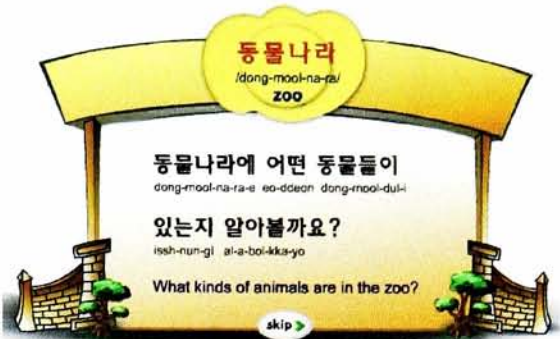 동물나라
/dong-mool-na-ra/
zoo
동물나라에 어떤 동물들이
dong-mool-na-ra-e eo-ddeon dong-mool-dul-i
있는지 알아볼까요?
issh-nun-gi al-a-bol-kka-yo
What kinds of animals are in the zoo?
skip